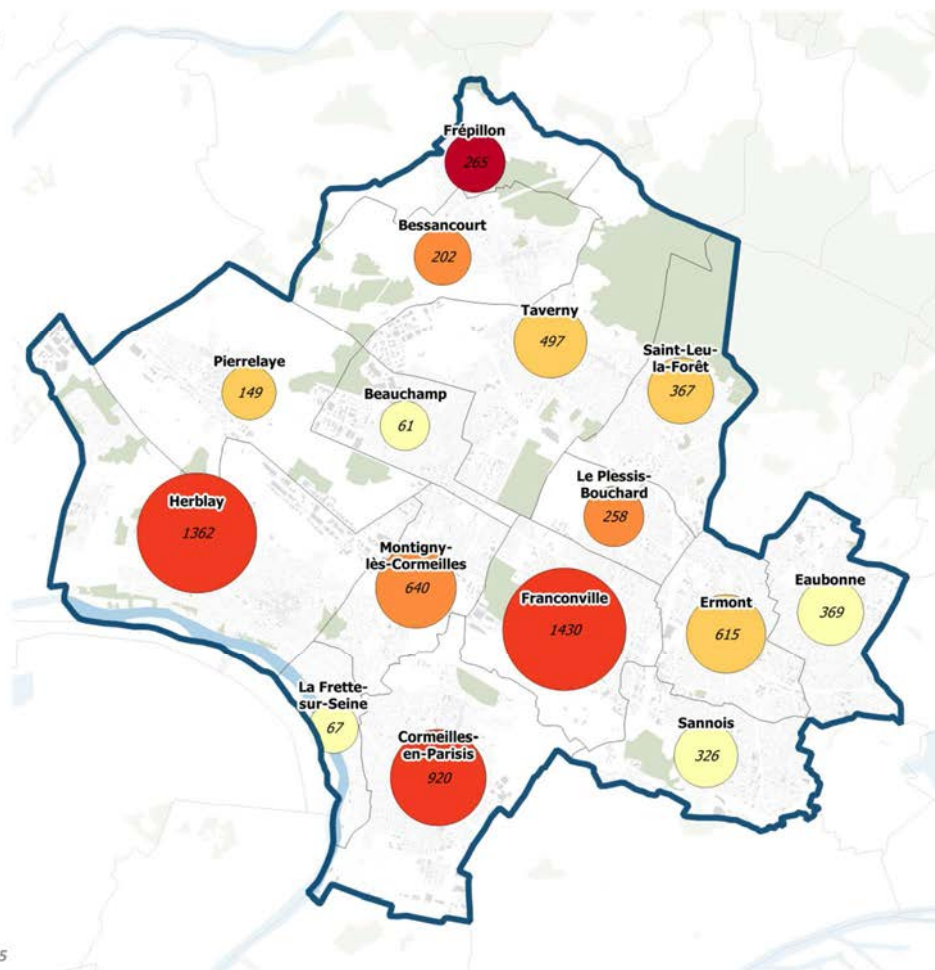 Frépillon
265
Bessancourt
202
Taverny
497
Saint-Leu-
la-Forêt
367
Pierrelaye
149
Beauchamp
61
Le Plessis-
Bouchard
258
Herblay
1362
Montigny-
lès-Cormeilles
640
Franconville
1430
Ermont
615
Eaubonne
369
La Frette-
sur-Seine
67
Cormeilles-
en-Parisis
920
Sannois
326
5